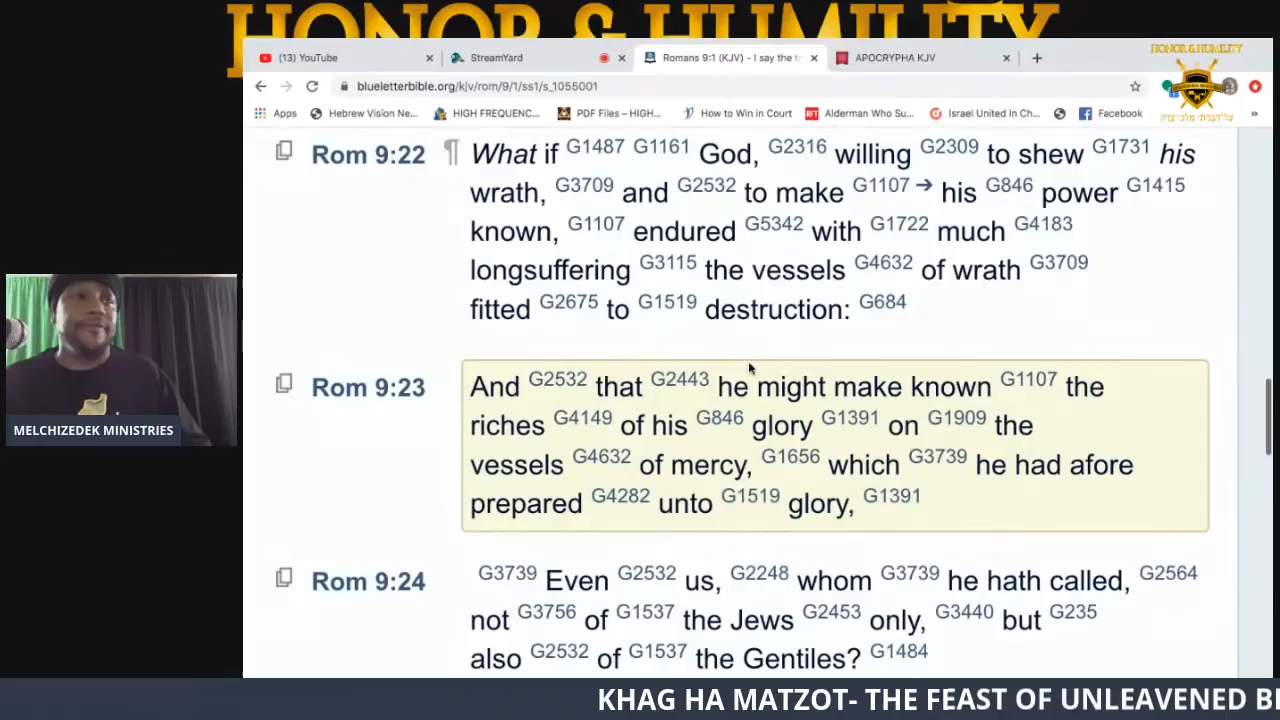 HONOR & HUMILITY
(13) YouTube
StreamYard
Romans 9:1 (KJV) - I say the tr
APOCRYPHA KJV
HONOR & HUMILITY
blueletterbible.org/kjv/rom/9/1/ss1/s_1055001
Apps
Hebrew Vision Ne...
HIGH FREQUENC...
PDF Files – HIGH...
How to Win in Court
RFT
Alderman Who Su...
Israel United In Ch...
Facebook
»
Rom 9:22 ¶ What if G1487 G1161 God, G2316 willing G2309 to shew G1731 his
wrath, G3709 and G2532 to make G1107 → his G846 power G1415
known, G1107 endured G5342 with G1722 much G4183
longsuffering G3115 the vessels G4632 of wrath G3709
fitted G2675 to G1519 destruction: G684
Rom 9:23 And G2532 that G2443 he might make known G1107 the
riches G4149 of his G846 glory G1391 on G1909 the
vessels G4632 of mercy, G1656 which G3739 he had afore
prepared G4282 unto G1519 glory, G1391
Rom 9:24 G3739 Even G2532 us, G2248 whom G3739 he hath called, G2564
not G3756 of G1537 the Jews G2453 only, G3440 but G235
also G2532 of G1537 the Gentiles? G1484
MELCHIZEDEK MINISTRIES
KHAG HA MATZOT- THE FEAST OF UNLEAVENED B